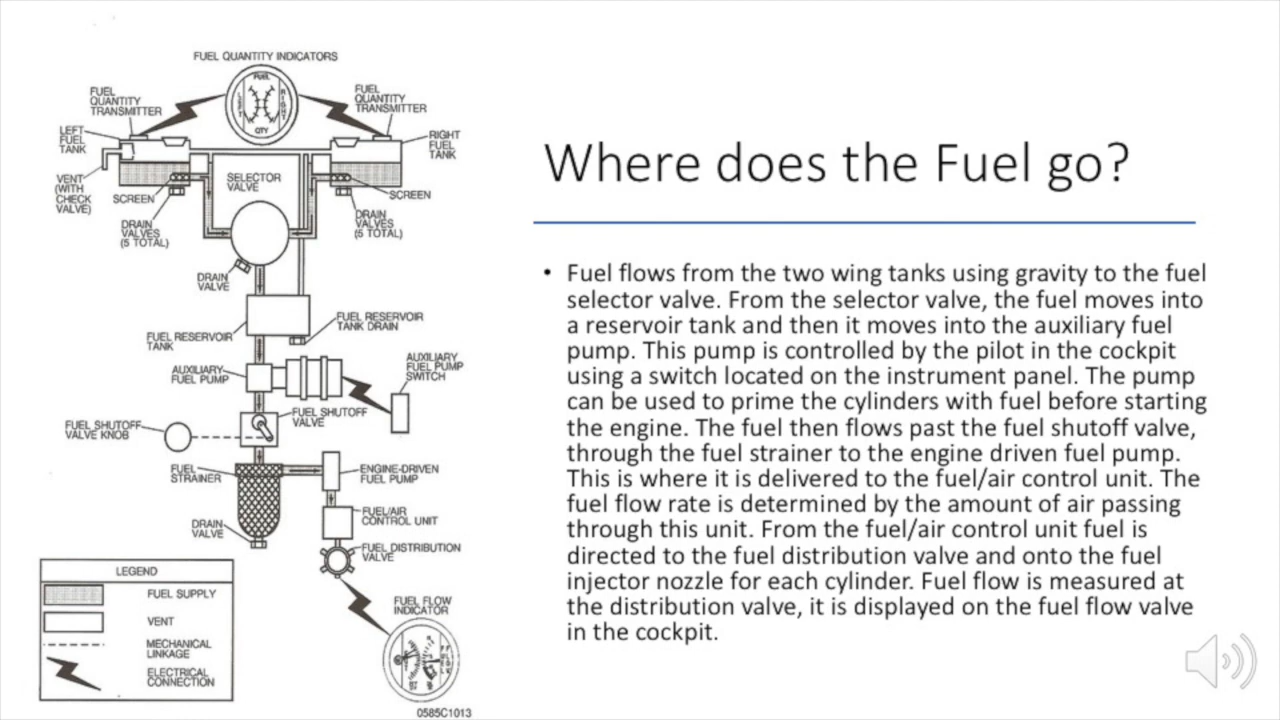 FUEL QUANTITY INDICATORS
FUEL
QUANTITY
TRANSMITTER
FUEL
QUANTITY
TRANSMITTER
FUEL
LEFT
RIGHT
QTY
LEFT
FUEL
TANK
RIGHT
FUEL
TANK
VENT
(WITH
CHECK
VALVE)
SCREEN
SELECTOR
VALVE
SCREEN
DRAIN
VALVES
(5 TOTAL)
DRAIN
VALVES
(5 TOTAL)
DRAIN
VALVE
FUEL RESERVOIR
TANK
FUEL RESERVOIR
TANK DRAIN
AUXILIARY
FUEL PUMP
AUXILIARY
FUEL PUMP
SWITCH
FUEL SHUTOFF
VALVE KNOB
FUEL SHUTOFF
VALVE
FUEL
STRAINER
ENGINE-DRIVEN
FUEL PUMP
DRAIN
VALVE
FUEL/AIR
CONTROL UNIT
FUEL DISTRIBUTION
VALVE
FUEL FLOW
INDICATOR
LEGEND
FUEL SUPPLY
VENT
MECHANICAL
LINKAGE
ELECTRICAL
CONNECTION
0585C1013
Where does the Fuel go?
• Fuel flows from the two wing tanks using gravity to the fuel
selector valve. From the selector valve, the fuel moves into
a reservoir tank and then it moves into the auxiliary fuel
pump. This pump is controlled by the pilot in the cockpit
using a switch located on the instrument panel. The pump
can be used to prime the cylinders with fuel before starting
the engine. The fuel then flows past the fuel shutoff valve,
through the fuel strainer to the engine driven fuel pump.
This is where it is delivered to the fuel/air control unit. The
fuel flow rate is determined by the amount of air passing
through this unit. From the fuel/air control unit fuel is
directed to the fuel distribution valve and onto the fuel
injector nozzle for each cylinder. Fuel flow is measured at
the distribution valve, it is displayed on the fuel flow valve
in the cockpit.